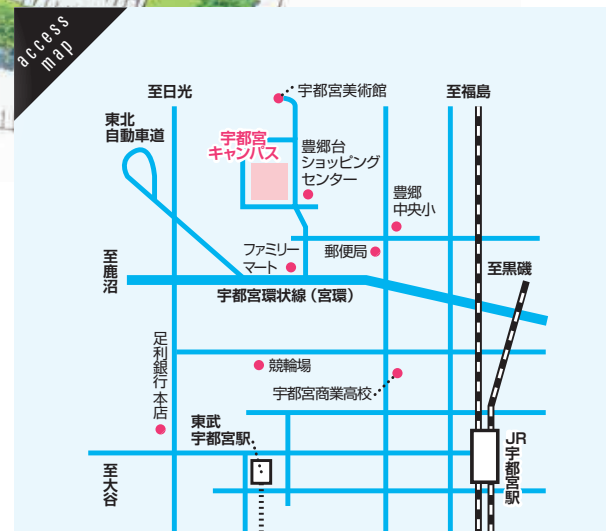 access
map
至日光
宇都宮美術館
至福島
東北
自動車道
宇都宮
キャンパス
豊郷台
ショッピング
センター
豊郷
中央小
至鹿沼
ファミリー
マート
郵便局
至黒磯
宇都宮環状線（宮環）
足利銀行 本店
競輪場
宇都宮商業高校
東武
宇都宮駅
JR宇都宮駅
至大谷